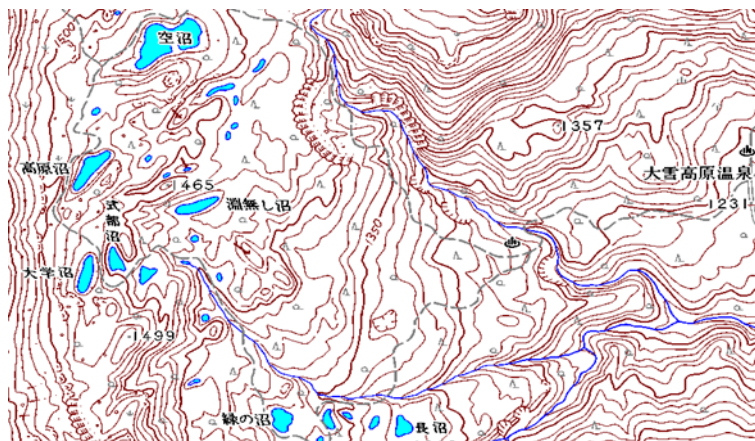 1500
空沼
1357
高原沼
大雪高原温泉
1465
1231
湯無し沼
式部沼
1350
大学沼
1499
緑の沼
長沼